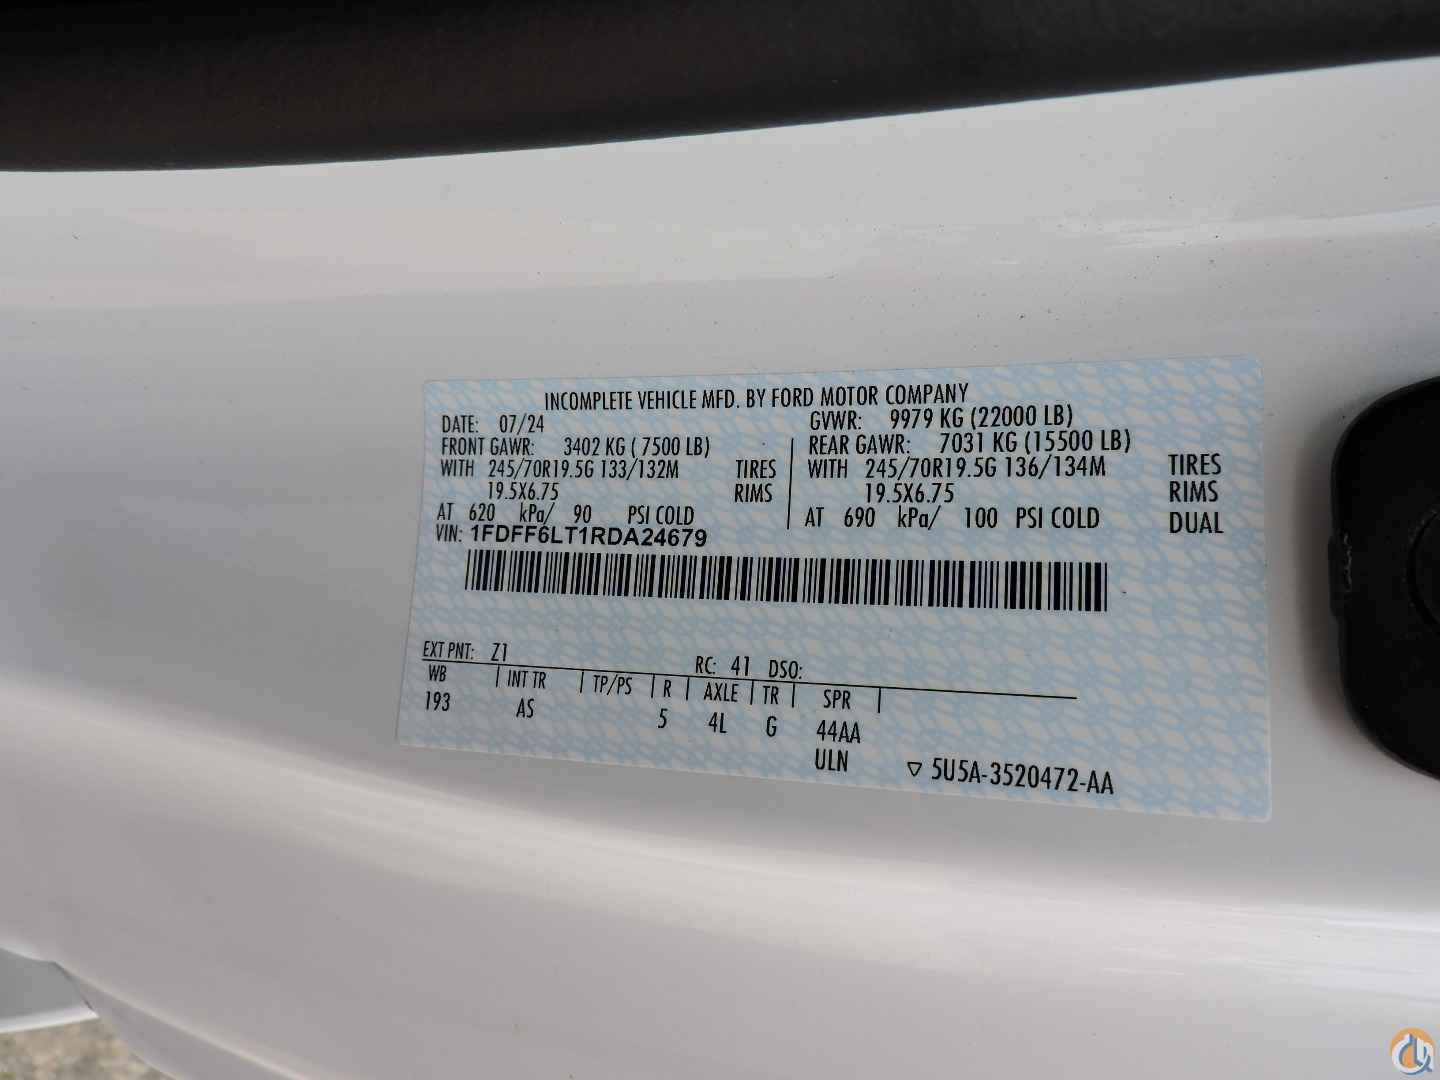 INCOMPLETE VEHICLE MFD. BY FORD MOTOR COMPANY
DATE: 07/24 GVWR: 9979 KG (22000 LB)
FRONT GAWR: 3402 KG ( 7500 LB) REAR GAWR: 7031 KG (15500 LB)
WITH 245/70R19.5G 133/132M TIRES WITH 245/70R19.5G 136/134M TIRES
19.5X6.75 RIMS 19.5X6.75 RIMS
AT 620 kPa/ 90 PSI COLD AT 690 kPa/ 100 PSI COLD DUAL
VIN: 1FDFF6LT1RDA24679
EXT PNT: Z1 RC: 41 DSO:
WB INT TR TP/PS R AXLE TR SPR
193 AS 5 4L G 44AA
ULN ▽ 5U5A-3520472-AA